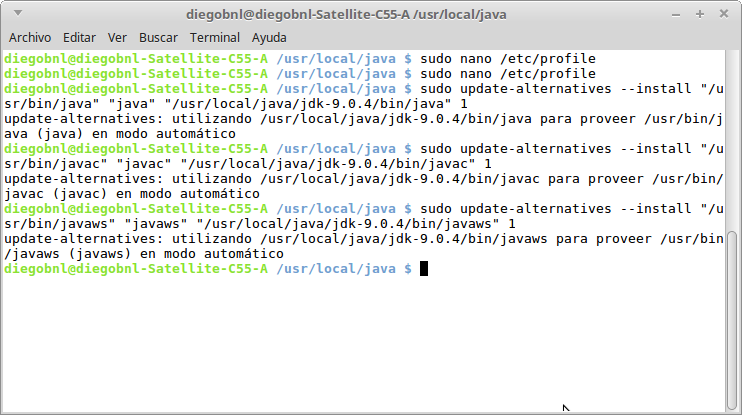 diegobnl@diegobnl-Satellite-C55-A /usr/local/java
Archivo Editar Ver Buscar Terminal Ayuda
diegobnl@diegobnl-Satellite-C55-A /usr/local/java $ sudo nano /etc/profile
diegobnl@diegobnl-Satellite-C55-A /usr/local/java $ sudo nano /etc/profile
diegobnl@diegobnl-Satellite-C55-A /usr/local/java $ sudo update-alternatives --install "/u
sr/bin/java" "java" "/usr/local/java/jdk-9.0.4/bin/java" 1
update-alternatives: utilizando /usr/local/java/jdk-9.0.4/bin/java para proveer /usr/bin/j
ava (java) en modo automático
diegobnl@diegobnl-Satellite-C55-A /usr/local/java $ sudo update-alternatives --install "/u
sr/bin/javac" "javac" "/usr/local/java/jdk-9.0.4/bin/javac" 1
update-alternatives: utilizando /usr/local/java/jdk-9.0.4/bin/javac para proveer /usr/bin/
javac (javac) en modo automático
diegobnl@diegobnl-Satellite-C55-A /usr/local/java $ sudo update-alternatives --install "/u
sr/bin/javaws" "javaws" "/usr/local/java/jdk-9.0.4/bin/javaws" 1
update-alternatives: utilizando /usr/local/java/jdk-9.0.4/bin/javaws para proveer /usr/bin
/javaws (javaws) en modo automático
diegobnl@diegobnl-Satellite-C55-A /usr/local/java $